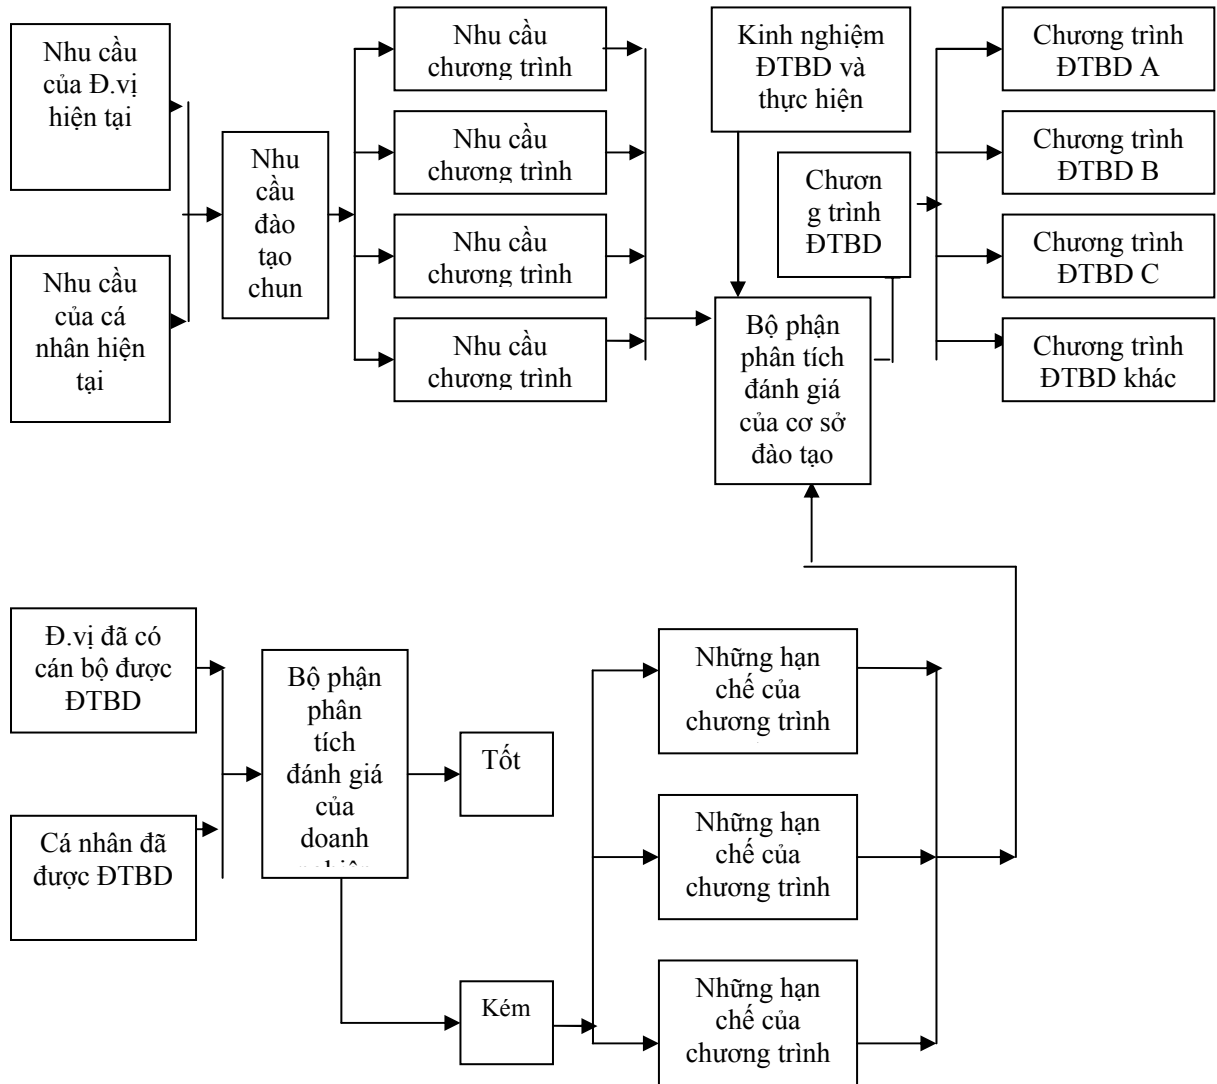 Nhu cầu
của Đ.vị
hiện tại
Nhu cầu
của cá
nhân hiện
tại
Nhu
cầu
đào
tạo
chun
Nhu cầu
chương trình
Nhu cầu
chương trình
Nhu cầu
chương trình
Nhu cầu
chương trình
Kinh nghiệm
ĐTBD và
thực hiện
Chươn
g trình
ĐTBD
Bộ phận
phân tích
đánh giá
của cơ sở
đào tạo
Chương trình
ĐTBD A
Chương trình
ĐTBD B
Chương trình
ĐTBD C
Chương trình
ĐTBD khác
Đ.vị đã có
cán bộ được
ĐTBD
Cá nhân đã
được ĐTBD
Bộ phận
phân
tích
đánh giá
của
doanh
Tốt
Kém
Những hạn
chế của
chương trình
Những hạn
chế của
chương trình
Những hạn
chế của
chương trình